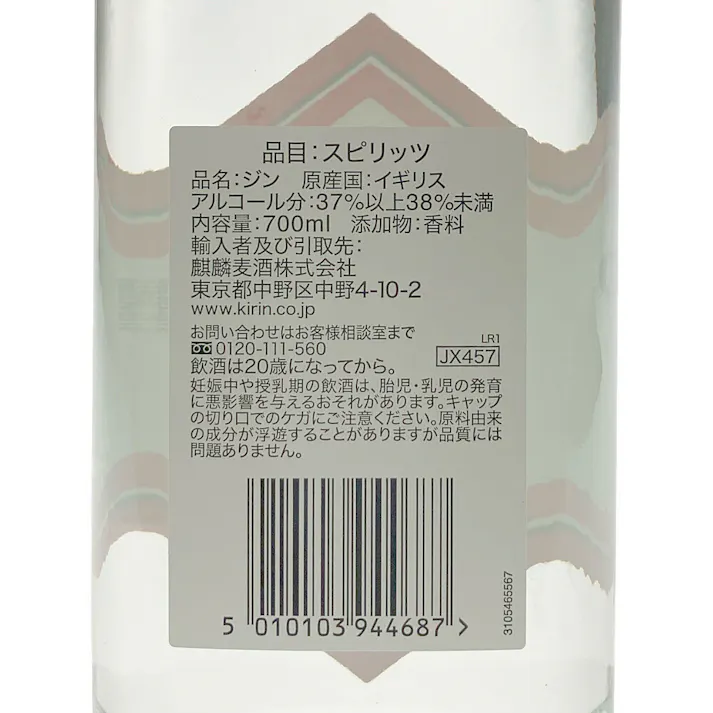 品目:スピリッツ
品名:ジン 原産国:イギリス
アルコール分:37%以上38%未満
内容量:700ml 添加物:香料
輸入者及び引取先:
麒麟麦酒株式会社
東京都中野区中野4-10-2
www.kirin.co.jp
お問い合わせはお客様相談室まで
0120-111-560
LR1
JX457
飲酒は20歳になってから。
妊娠中や授乳期の飲酒は、胎児・乳児の発育
に悪影響を与えるおそれがあります。キャップ
の切り口でのケガにご注意ください。原料由来
の成分が浮遊することがありますが品質には
問題ありません。
5 010103 944687 >
3105465567